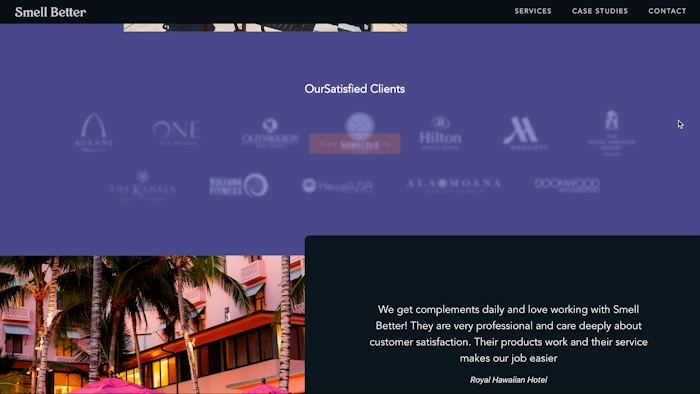 Smell Better
SERVICES CASE STUDIES CONTACT
OurSatisfied Clients
AULANI
ONE
OUTRIGGER
Hilton
MARRIOTT
THE KAHALA
KULEANA
FITNESS
HawaiiUSA
ALA MOANA
DOONWOOD
We get complements daily and love working with Smell
Better! They are very professional and care deeply about
customer satisfaction. Their products work and their service
makes our job easier
Royal Hawaiian Hotel